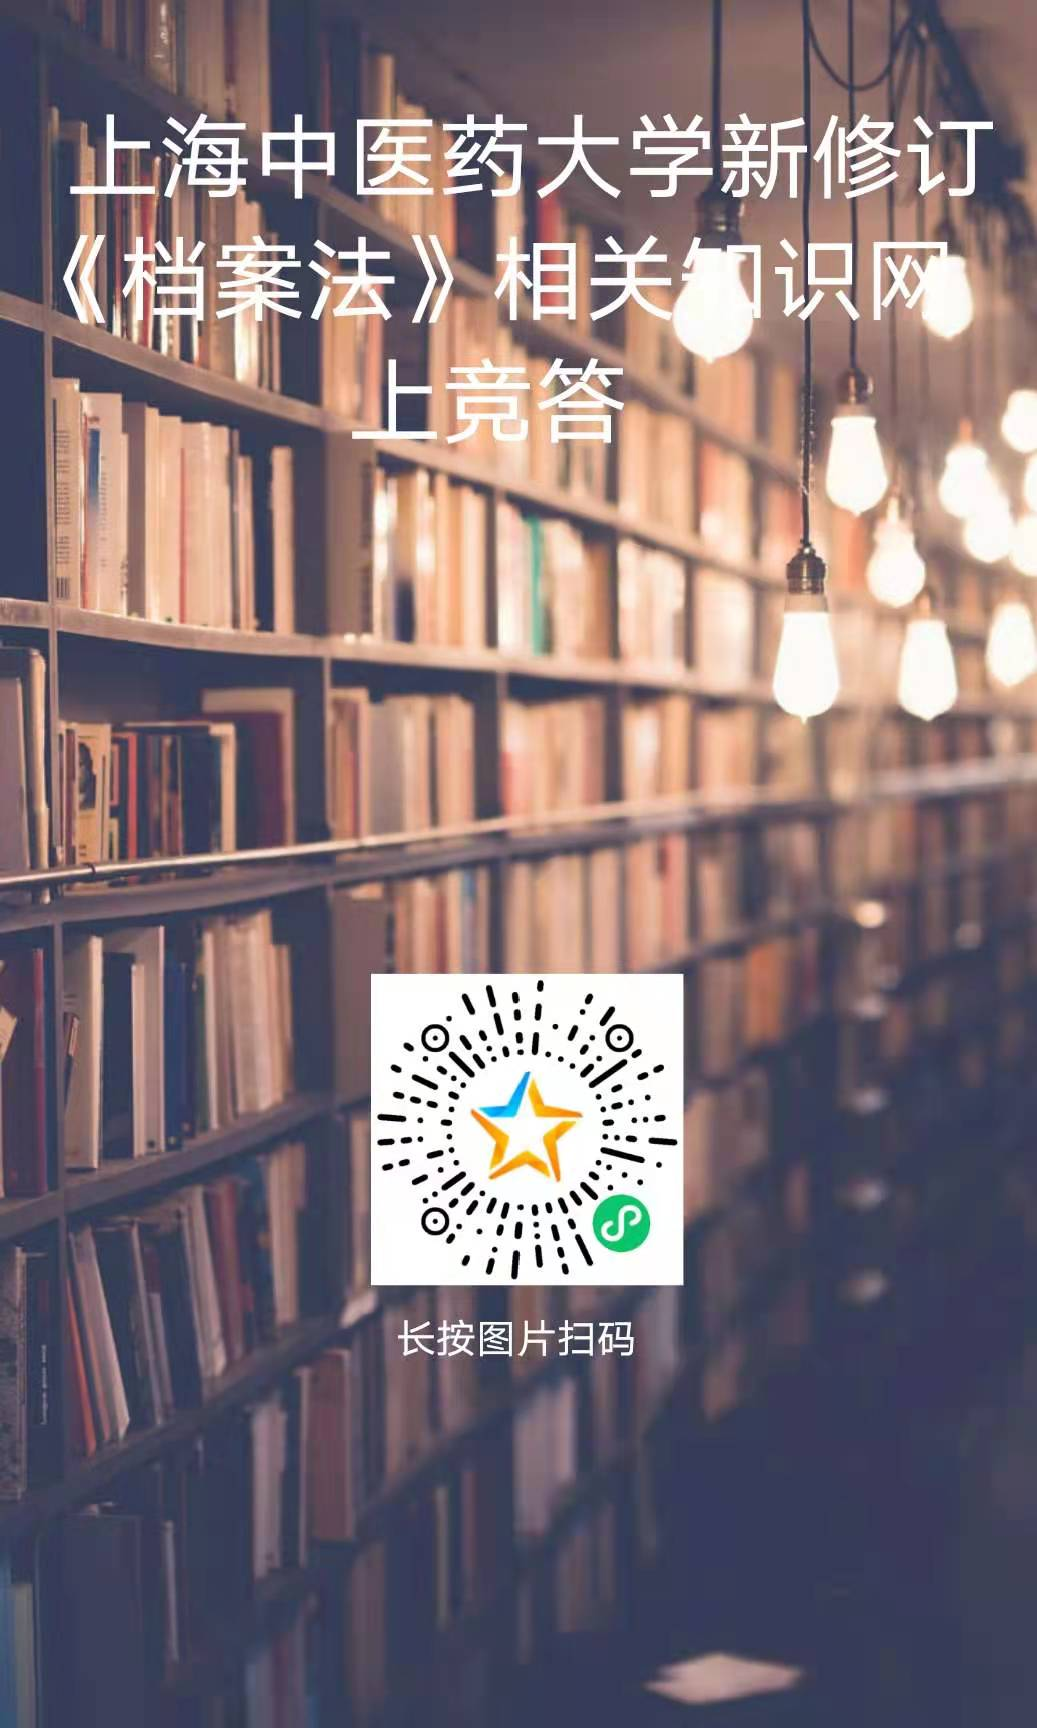 上海中医药大学新修订
《档案法》相关知识网
上竞答
长按图片扫码